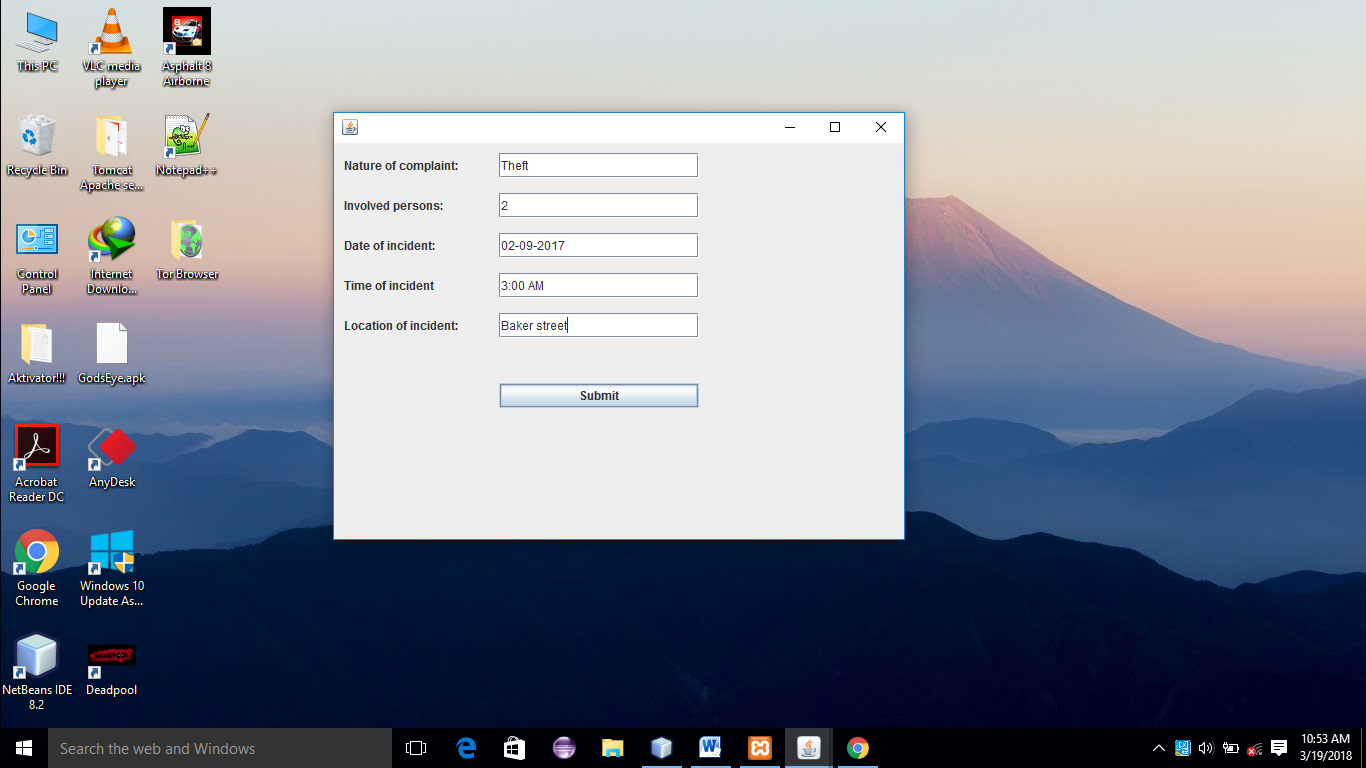 This PC
VLC media
player
Asphalt 8
Airborne
Recycle Bin
Tomcat
Apache se...
Notepad++
Control
Panel
Internet
Downlo...
Tor Browser
Aktivator!!!
GodsEye.apk
Acrobat
Reader DC
AnyDesk
Google
Chrome
Windows 10
Update As...
NetBeans IDE
8.2
Deadpool
Nature of complaint: Theft
Involved persons: 2
Date of incident: 02-09-2017
Time of incident 3:00 AM
Location of incident: Baker street
Submit
Search the web and Windows
10:53 AM
3/19/2018